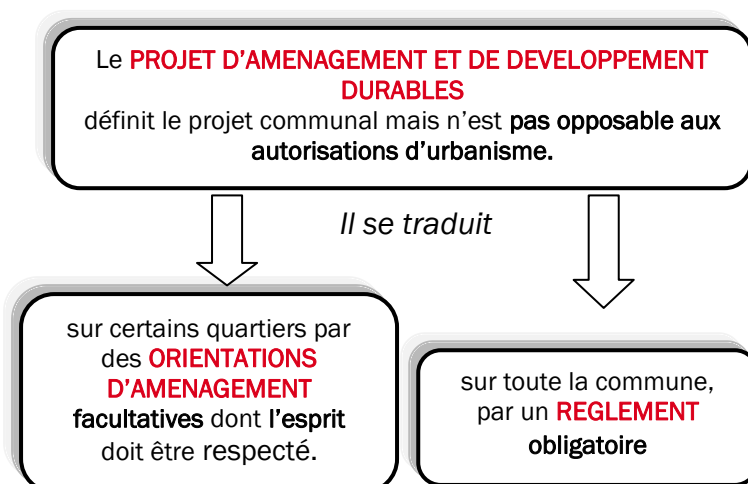 Le PROJET D'AMENAGEMENT ET DE DEVELOPPEMENT
DURABLES
définit le projet communal mais n'est pas opposable aux
autorisations d'urbanisme.
Il se traduit
sur certains quartiers par
des ORIENTATIONS
D'AMENAGEMENT
facultatives dont l'esprit
doit être respecté.
sur toute la commune,
par un REGLEMENT
obligatoire